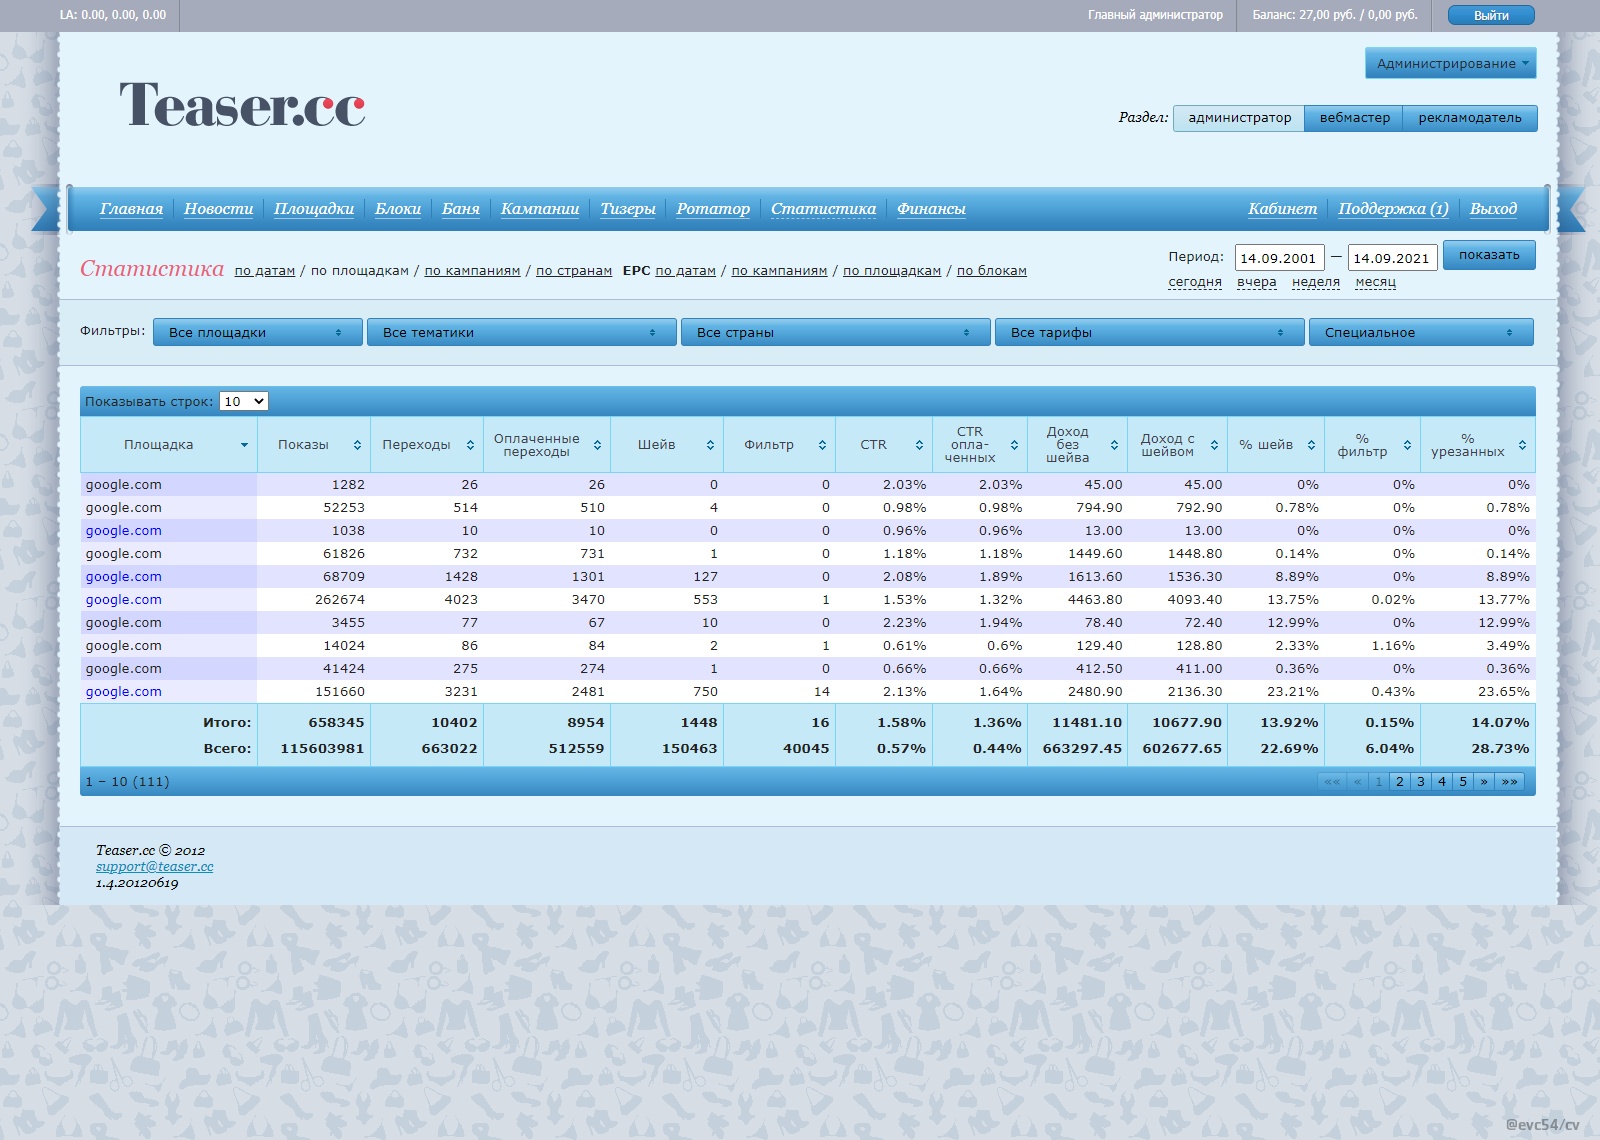 LA: 0.00, 0.00, 0.00 Главный администратор Баланс: 27,00 руб. / 0,00 руб. Выйти
Администрирование
Teaser.cc
Раздел: администратор вебмастер рекламодатель
Главная Новости Площадки Блоки Баня Кампании Тизеры Ротатор Статистика Финансы Кабинет Поддержка (1) Выход
Статистика по датам / по площадкам / по кампаниям / по странам EPC по датам / по кампаниям / по площадкам / по блокам
Период: 14.09.2001 — 14.09.2021 показать
сегодня вчера неделя месяц
Фильтры: Все площадки Все тематики Все страны Все тарифы Специальное
Показывать строк: 10
Площадка Показы Переходы Оплаченные переходы Шейв Фильтр CTR CTR опла-ченных Доход без шейва Доход с шейвом % шейв % фильтр % урезанных
google.com 1282 26 26 0 0 2.03% 2.03% 45.00 45.00 0% 0% 0%
google.com 52253 514 510 4 0 0.98% 0.98% 794.90 792.90 0.78% 0% 0.78%
google.com 1038 10 10 0 0 0.96% 0.96% 13.00 13.00 0% 0% 0%
google.com 61826 732 731 1 0 1.18% 1.18% 1449.60 1448.80 0.14% 0% 0.14%
google.com 68709 1428 1301 127 0 2.08% 1.89% 1613.60 1536.30 8.89% 0% 8.89%
google.com 262674 4023 3470 553 1 1.53% 1.32% 4463.80 4093.40 13.75% 0.02% 13.77%
google.com 3455 77 67 10 0 2.23% 1.94% 78.40 72.40 12.99% 0% 12.99%
google.com 14024 86 84 2 1 0.61% 0.6% 129.40 128.80 2.33% 1.16% 3.49%
google.com 41424 275 274 1 0 0.66% 0.66% 412.50 411.00 0.36% 0% 0.36%
google.com 151660 3231 2481 750 14 2.13% 1.64% 2480.90 2136.30 23.21% 0.43% 23.65%
Итого: 658345 10402 8954 1448 16 1.58% 1.36% 11481.10 10677.90 13.92% 0.15% 14.07%
Всего: 115603981 663022 512559 150463 40045 0.57% 0.44% 663297.45 602677.65 22.69% 6.04% 28.73%
1 – 10 (111) «« « 1 2 3 4 5 » »»
Teaser.cc © 2012
support@teaser.cc
1.4.20120619
@evc54/cv